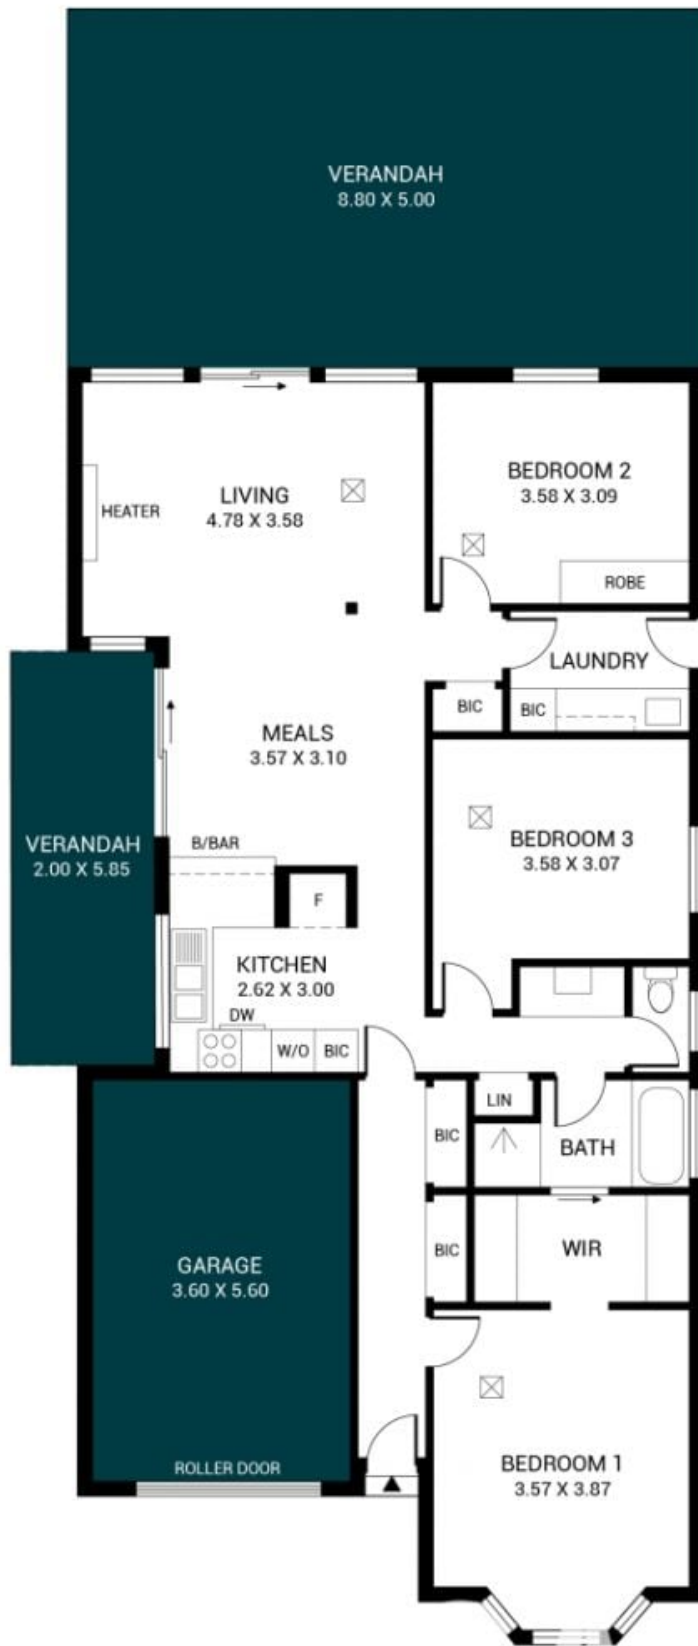 VERANDAH
8.80 X 5.00
LIVING
4.78 X 3.58
HEATER
BEDROOM 2
3.58 X 3.09
ROBE
LAUNDRY
BIC
BIC
MEALS
3.57 X 3.10
VERANDAH
2.00 X 5.85
B/BAR
BEDROOM 3
3.58 X 3.07
F
KITCHEN
2.62 X 3.00
DW
W/O
BIC
LIN
BIC
BATH
GARAGE
3.60 X 5.60
BIC
WIR
ROLLER DOOR
BEDROOM 1
3.57 X 3.87